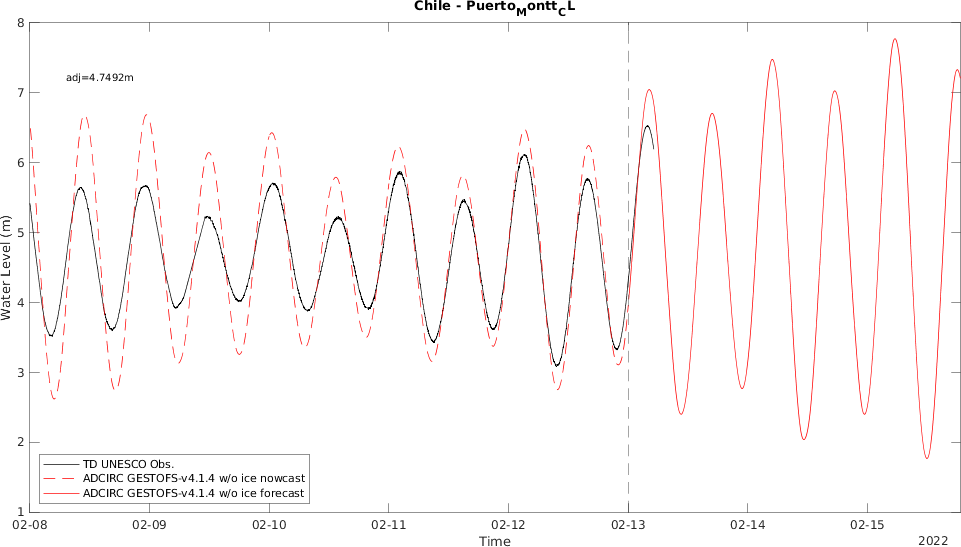 Chile - Puerto_Montt_CL
adj=4.7492m
Water Level (m)
8
7
6
5
4
3
2
1
TD UNESCO Obs.
ADCIRC GESTOFS-v4.1.4 w/o ice nowcast
ADCIRC GESTOFS-v4.1.4 w/o ice forecast
02-08 02-09 02-10 02-11 02-12 02-13 02-14 02-15
Time
2022